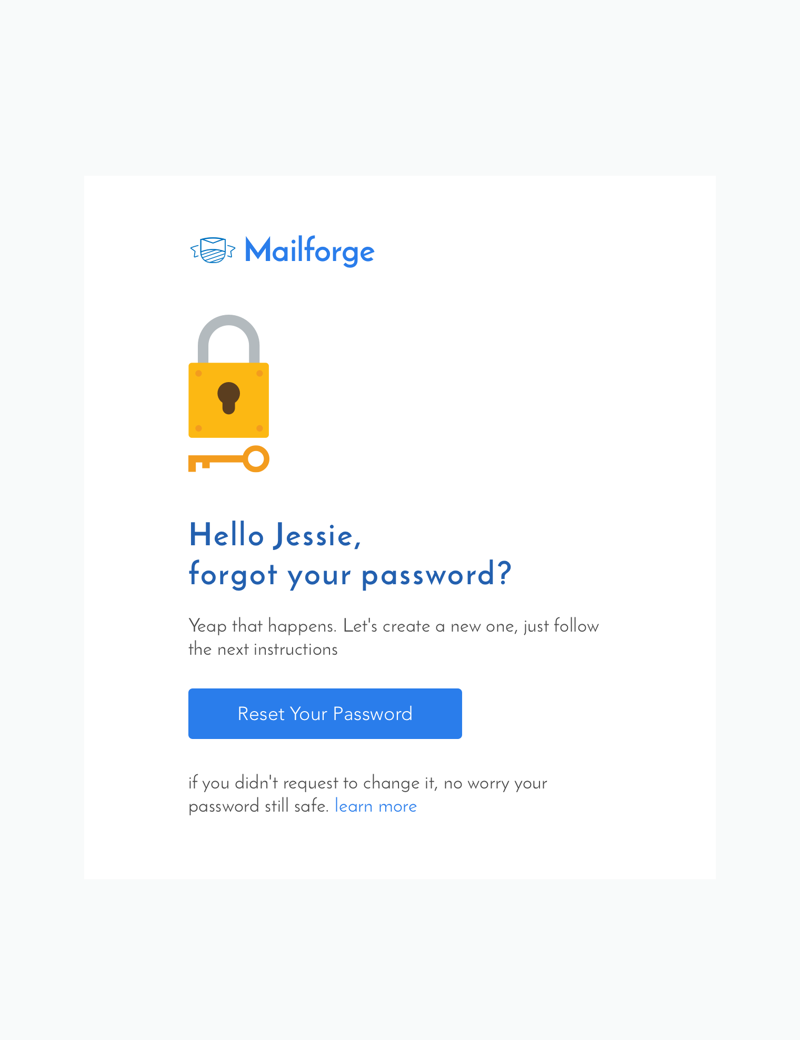 Mailforge
Hello Jessie,
forgot your password?
Yeap that happens. Let's create a new one, just follow
the next instructions
Reset Your Password
if you didn't request to change it, no worry your
password still safe. learn more